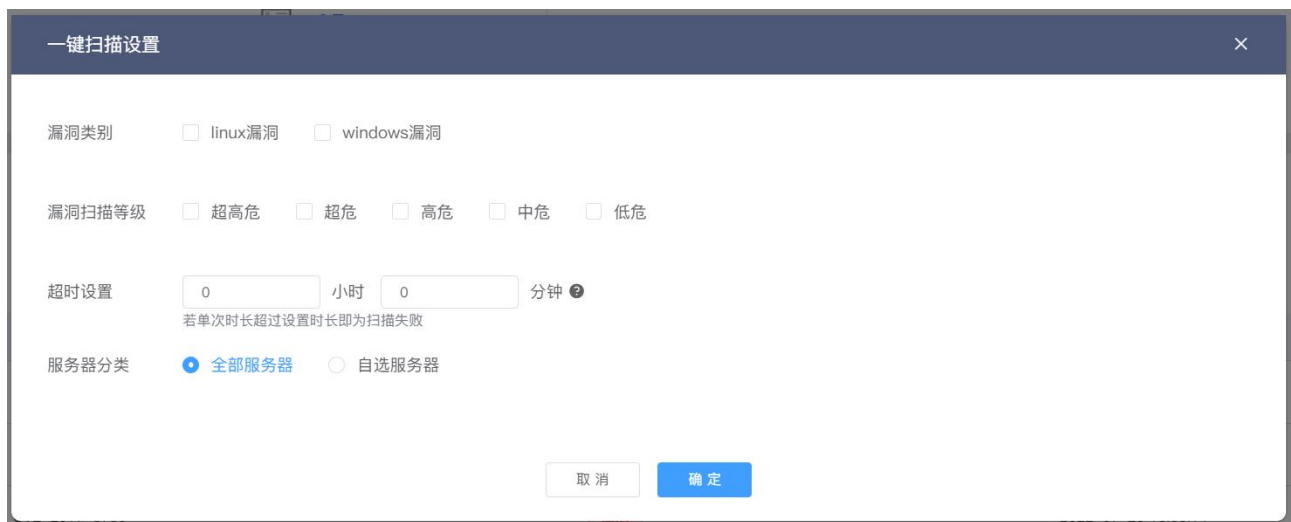 一键扫描设置
漏洞类别 linux漏洞 windows漏洞
漏洞扫描等级 超高危 超危 高危 中危 低危
超时设置 0 小时 0 分钟
若单次时长超过设置时长即为扫描失败
服务器分类 全部服务器 自选服务器
取消 确定